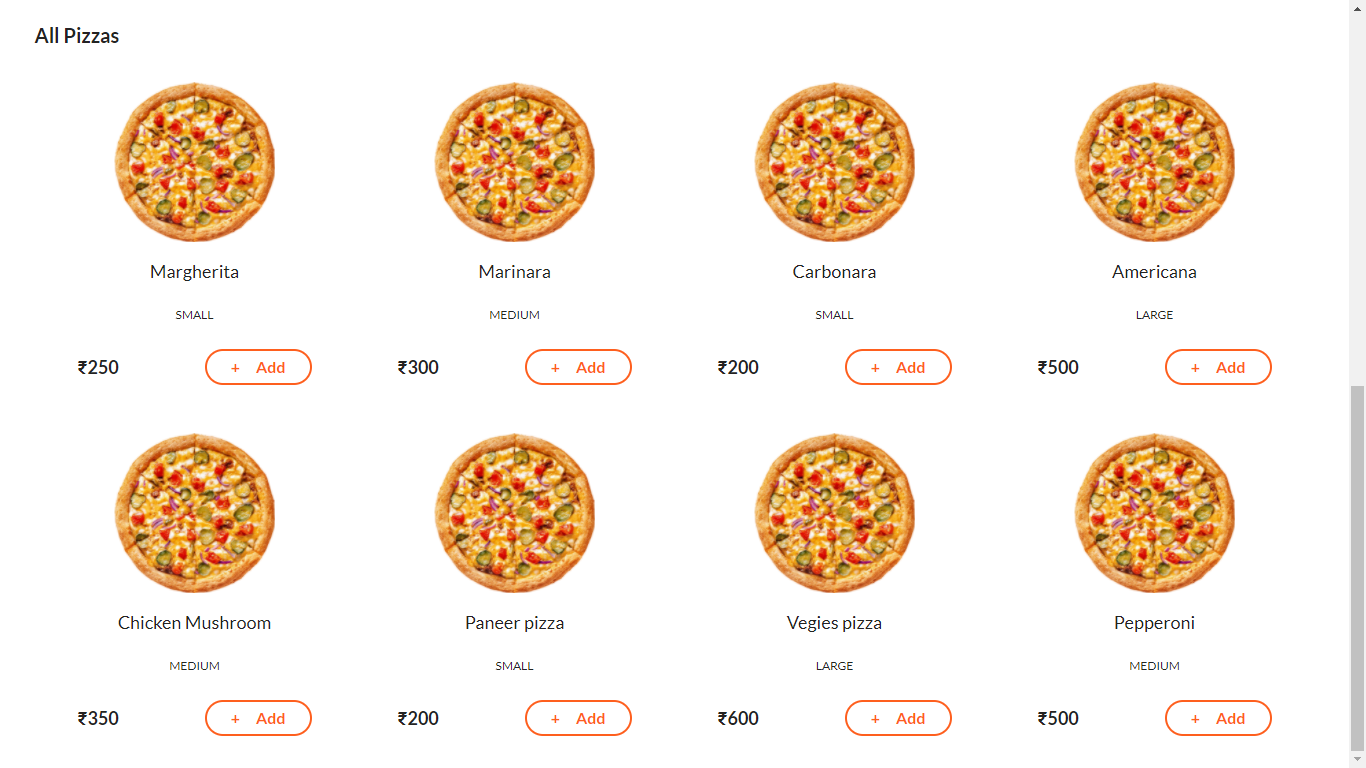 All Pizzas
Margherita
SMALL
₹250
+ Add
Marinara
MEDIUM
₹300
+ Add
Carbonara
SMALL
₹200
+ Add
Americana
LARGE
₹500
+ Add
Chicken Mushroom
MEDIUM
₹350
+ Add
Paneer pizza
SMALL
₹200
+ Add
Vegies pizza
LARGE
₹600
+ Add
Pepperoni
MEDIUM
₹500
+ Add